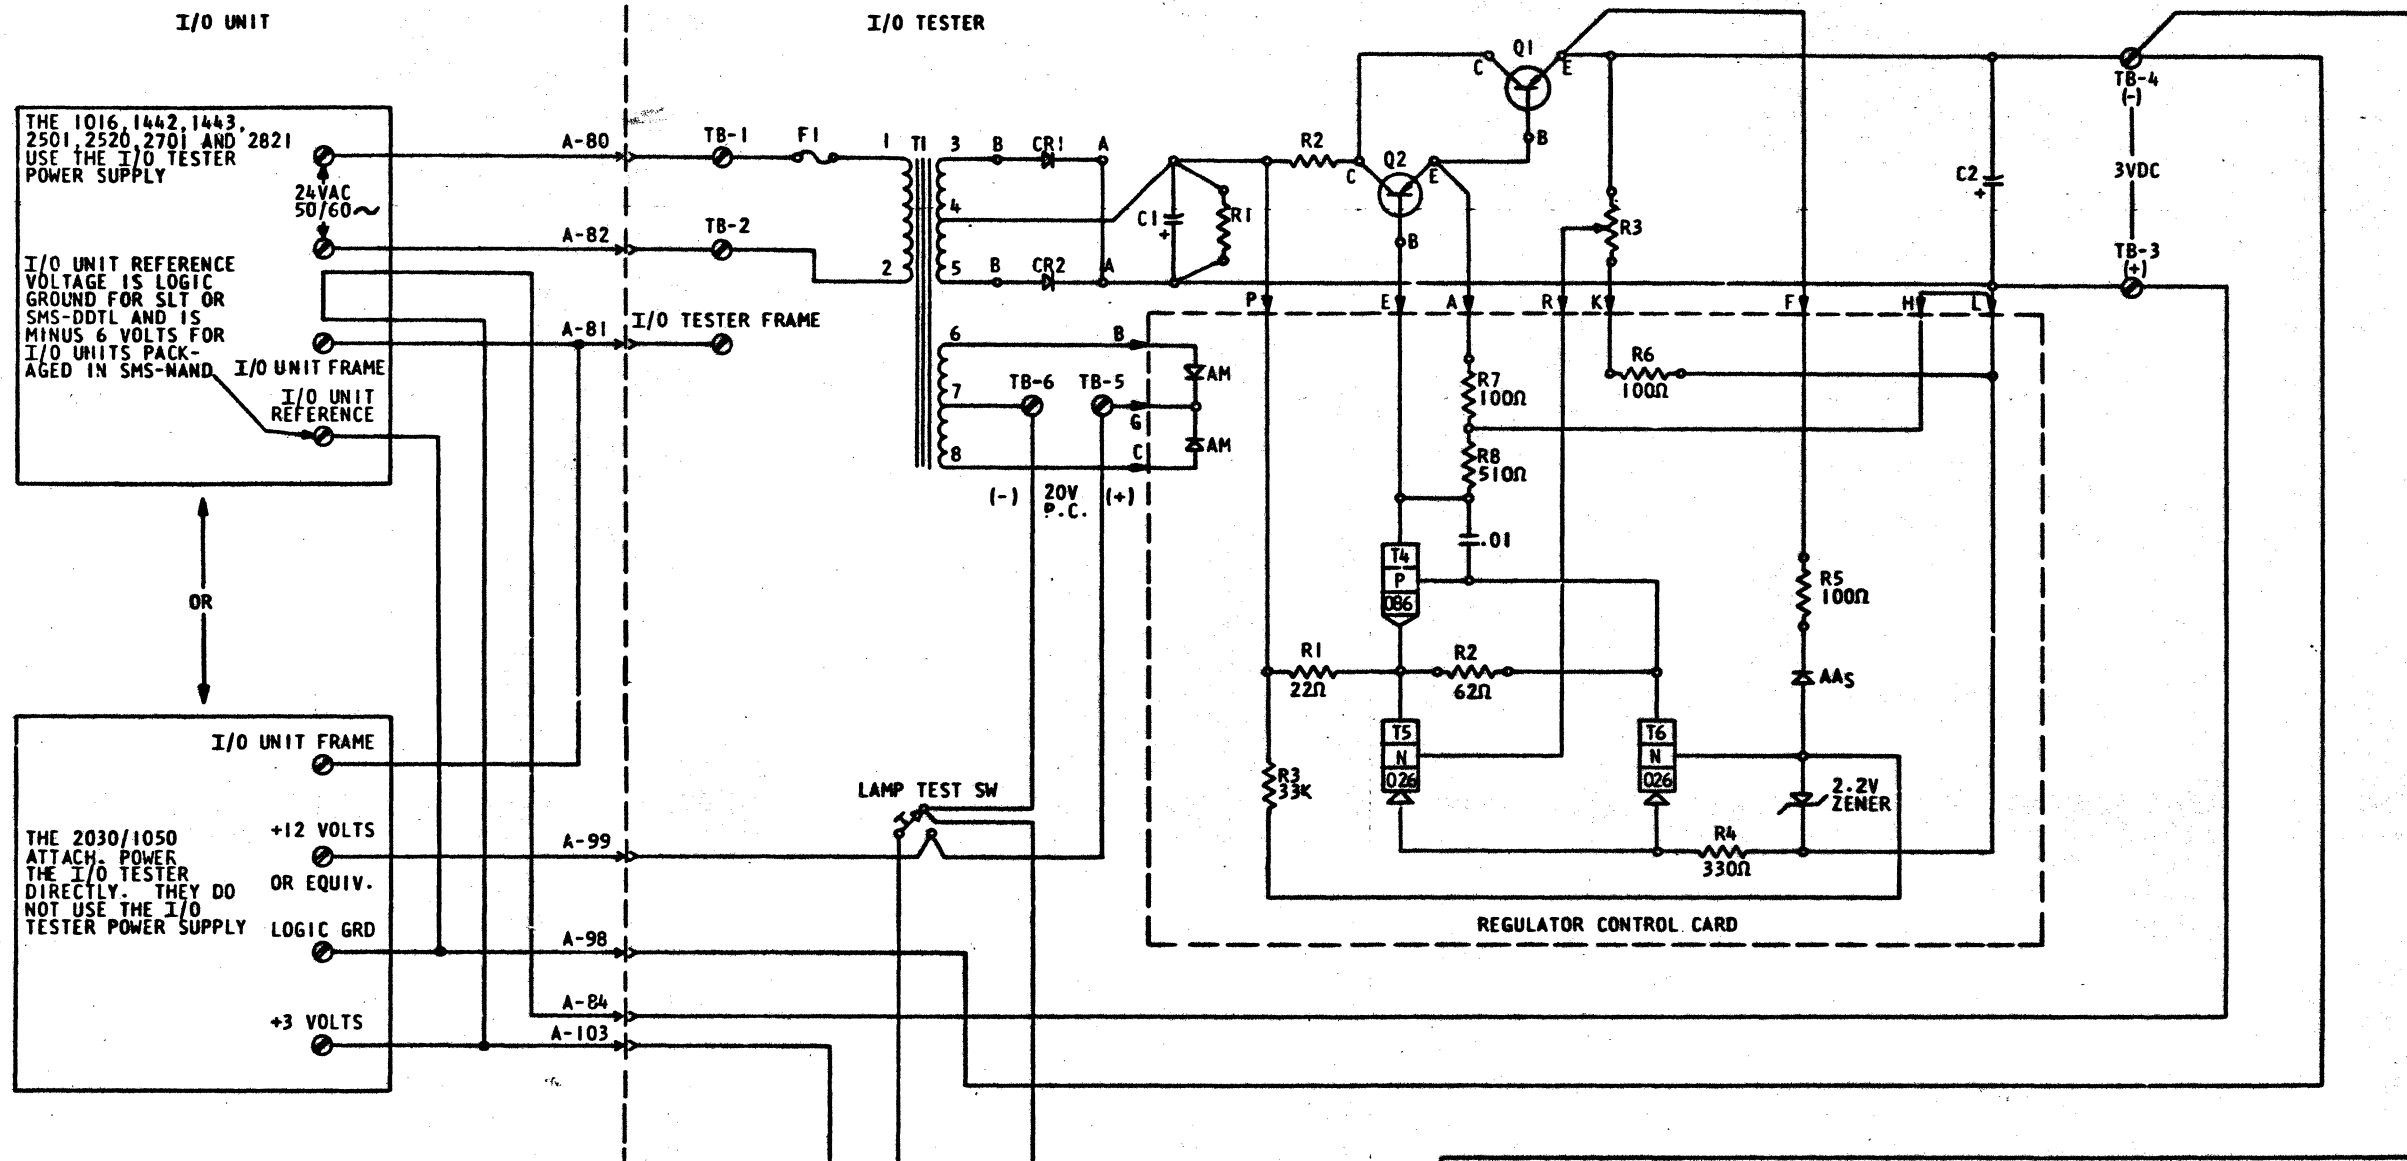 I/O UNIT
I/O TESTER
THE 1016, 1442, 1443,
2501, 2520, 2701 AND 2821
USE THE I/O TESTER
POWER SUPPLY
24VAC
50/60~
I/O UNIT REFERENCE
VOLTAGE IS LOGIC
GROUND FOR SLT OR
SMS-DDTL AND IS
MINUS 6 VOLTS FOR
I/O UNITS PACK-
AGED IN SMS-NAND
I/O UNIT FRAME
I/O UNIT
REFERENCE
OR
I/O UNIT FRAME
+12 VOLTS
OR EQUIV.
THE 2030/1050
ATTACH. POWER
THE I/O TESTER
DIRECTLY. THEY DO
NOT USE THE I/O
TESTER POWER SUPPLY
LOGIC GRD
+3 VOLTS
A-80
A-82
A-81
A-99
A-98
A-84
A-103
TB-1
F1
TB-2
I/O TESTER FRAME
1
2
T1
3
4
5
6
7
8
B
CR1
A
B
CR2
A
C1
+
R1
R2
C
Q2
E
B
C
Q1
E
B
R3
C2
+
TB-4
(-)
3VDC
TB-3
(+)
P
E
A
R
K
F
H
L
B
G
C
AM
AM
TB-6
TB-5
(-)
20V
P.C.
(+)
LAMP TEST SW
T
R7
100Ω
R8
510Ω
.01
R6
100Ω
T4
P
086
R1
22Ω
R2
62Ω
R3
33K
T5
N
026
T6
N
026
R4
330Ω
R5
100Ω
AAS
2.2V
ZENER
REGULATOR CONTROL CARD